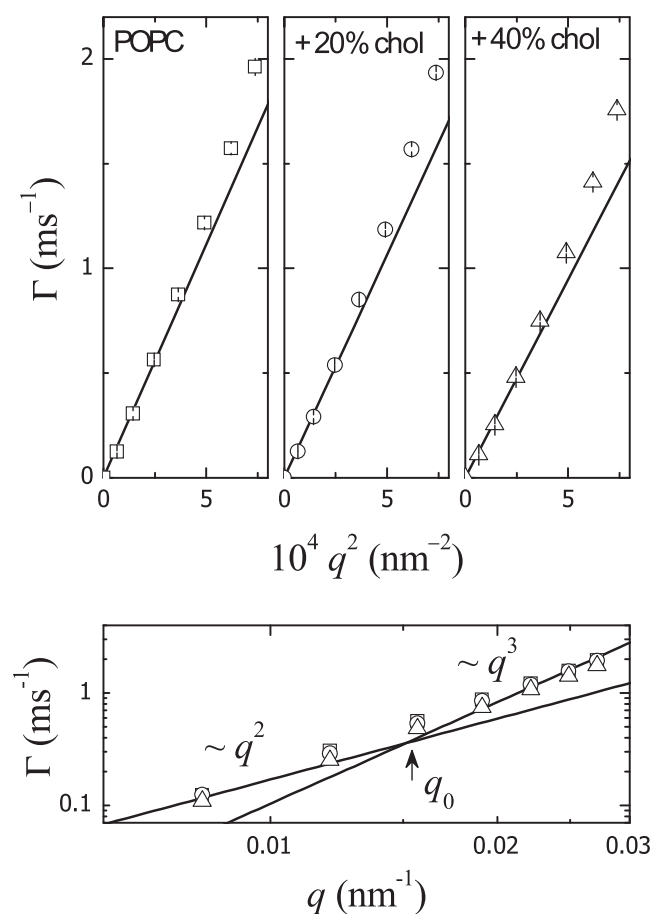 POPC +20% chol +40% chol
2
1
0
Γ (ms⁻¹)
0 5 0 5 0 5
10⁴ q² (nm⁻²)
~ q³
~ q²
q₀
1
0.1
Γ (ms⁻¹)
0.01 0.02 0.03
q (nm⁻¹)